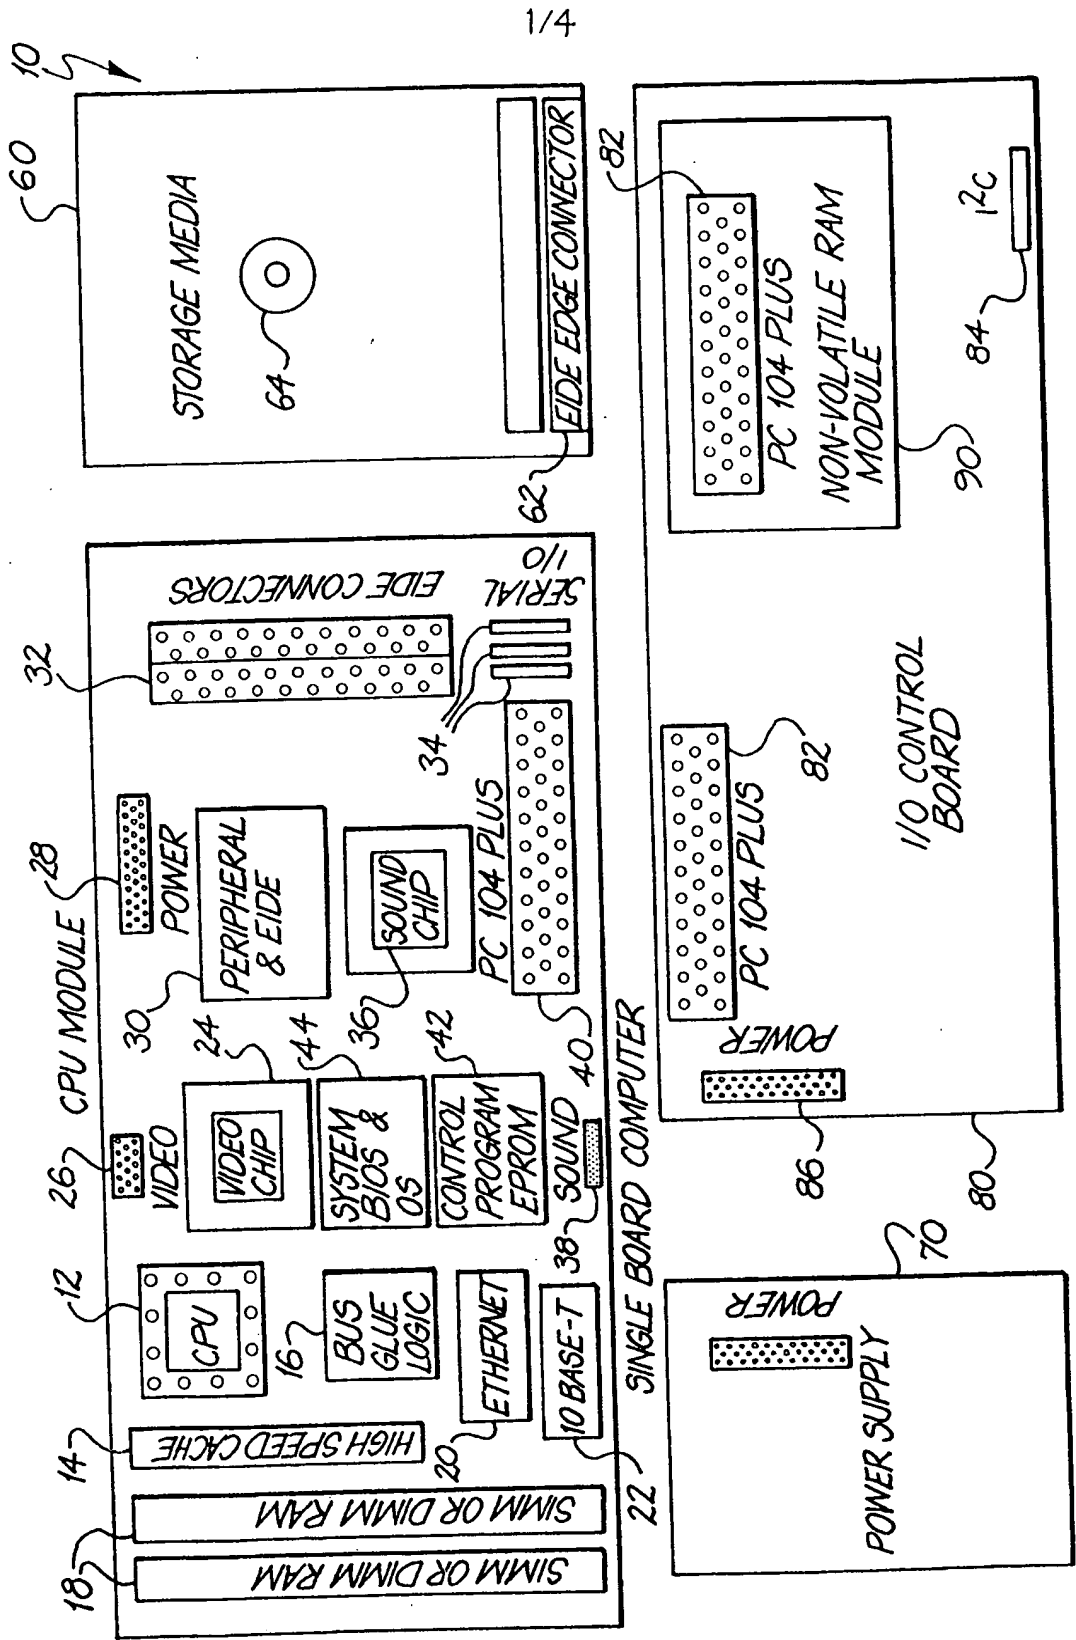 1/4
10
CPU MODULE
18
SIMM OR DIMM RAM
SIMM OR DIMM RAM
14
HIGH SPEED CACHE
12
CPU
16
BUS
GLUE
LOGIC
20
ETHERNET
22
10 BASE-T
26
VIDEO
24
VIDEO
CHIP
44
SYSTEM
BIOS &
OS
42
CONTROL
PROGRAM
EPROM
38
SOUND
28
POWER
30
PERIPHERAL
& EIDE
36
SOUND
CHIP
PC 104 PLUS
40
32
EIDE CONNECTORS
34
SERIAL
I/O
SINGLE BOARD COMPUTER
60
STORAGE MEDIA
64
62
EIDE EDGE CONNECTOR
70
POWER
POWER SUPPLY
80
86
POWER
PC 104 PLUS
82
I/O CONTROL
BOARD
82
PC 104 PLUS
NON-VOLATILE RAM
MODULE
90
84
I2C